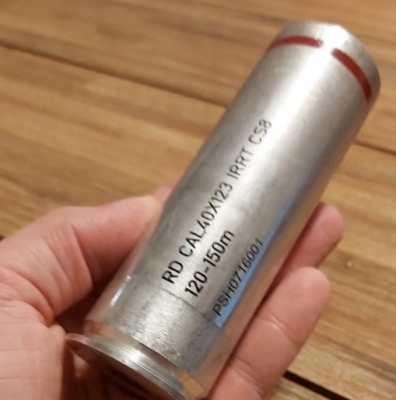 RD CAL40X123 IRRT CS8
120-150m
PSH0716001